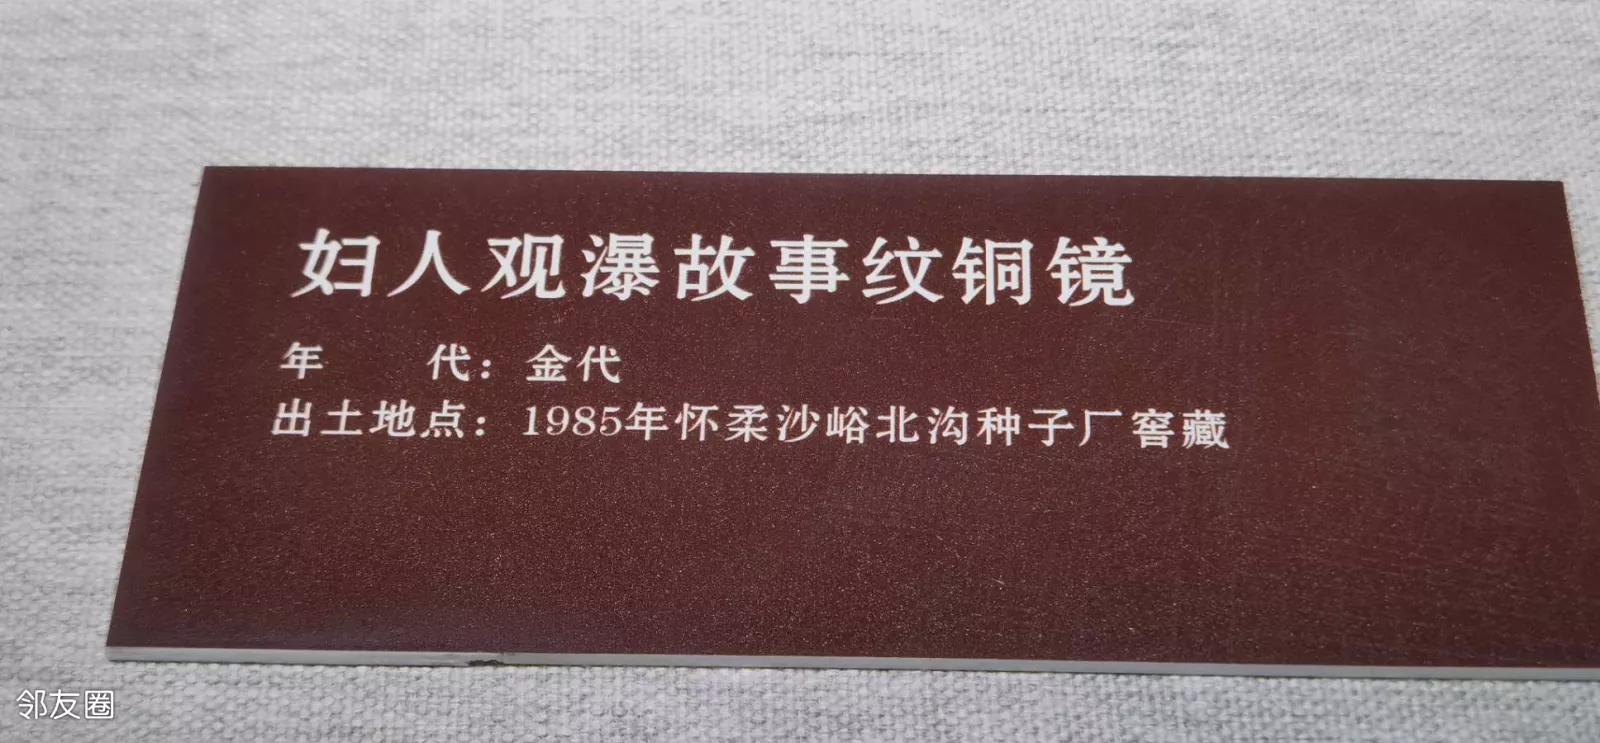 妇人观瀑故事纹铜镜
年　　代：金代
出土地点：1985年怀柔沙峪北沟种子厂窖藏
邻友圈